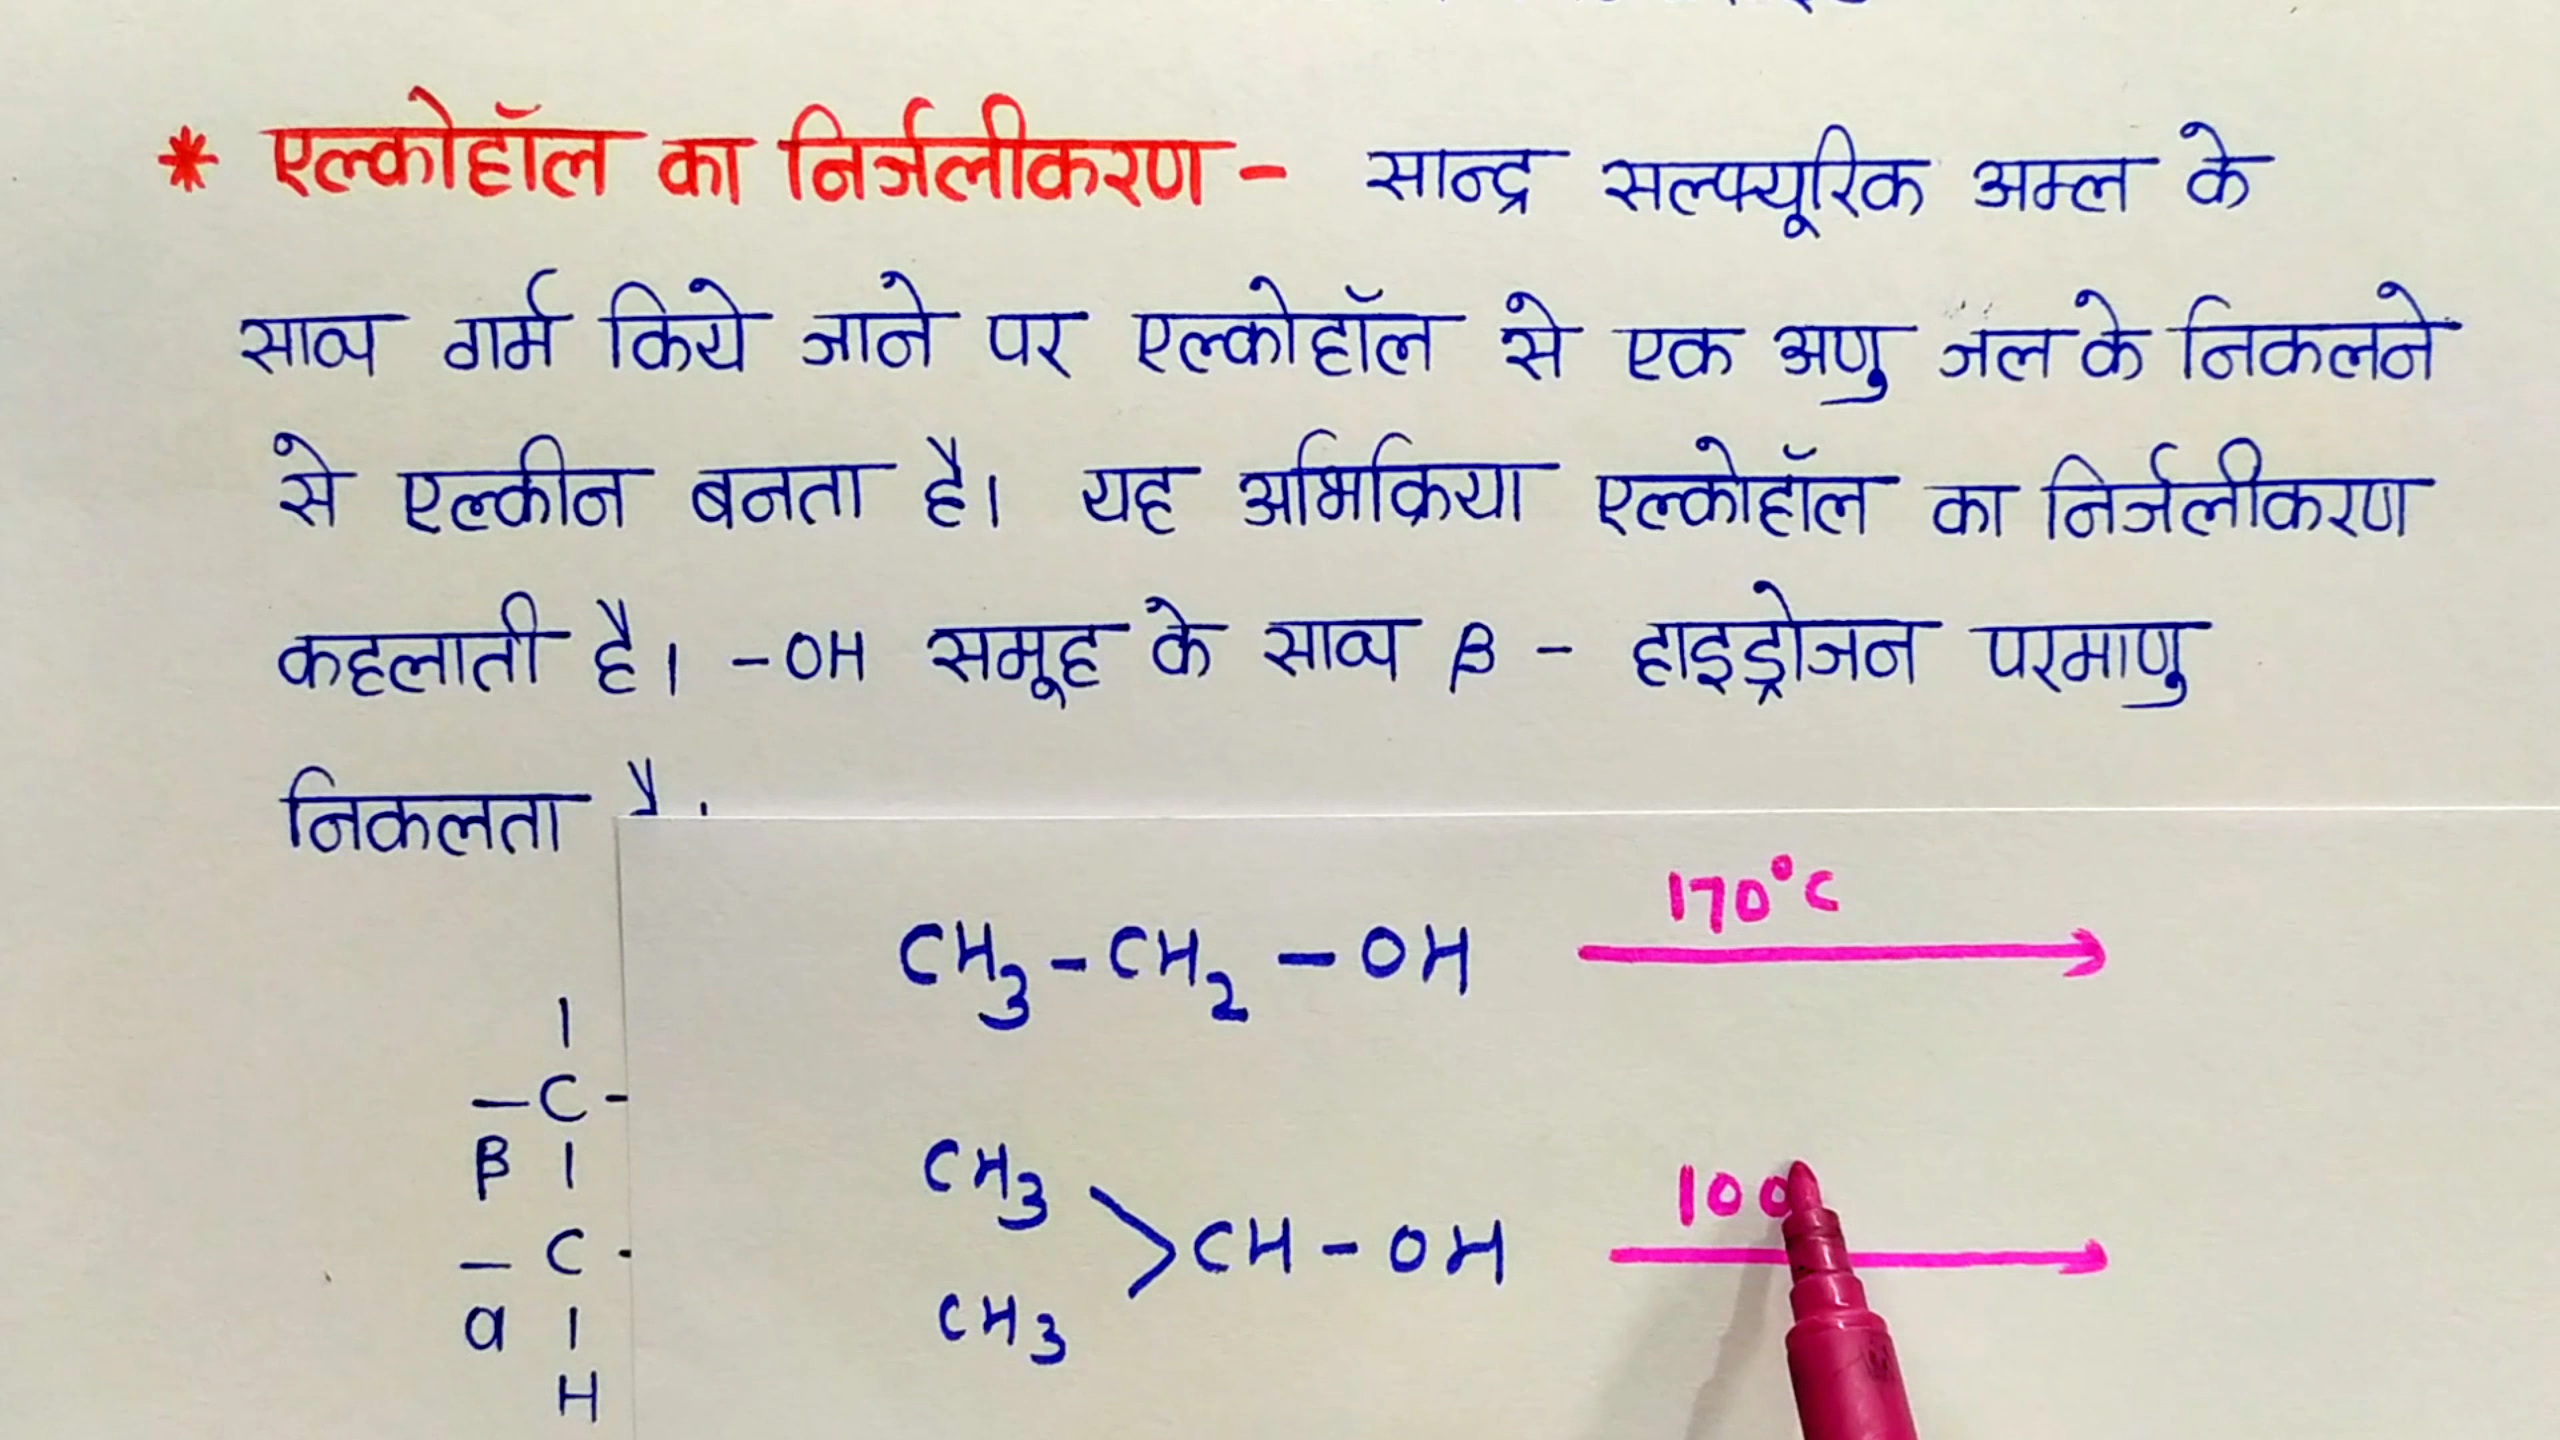 * एल्कोहॉल का निर्जलीकरण - सान्द्र सल्फ्यूरिक अम्ल के
साथ गर्म किये जाने पर एल्कोहॉल से एक अणु जल के निकलने
से एल्कीन बनता है। यह अभिक्रिया एल्कोहॉल का निर्जलीकरण
कहलाती है। -OH समूह के साथ β - हाइड्रोजन परमाणु
निकलता
170°C
CH₃-CH₂-OH
-C-
β
CH₃
100
>CH-OH
-C-
α
CH₃
H